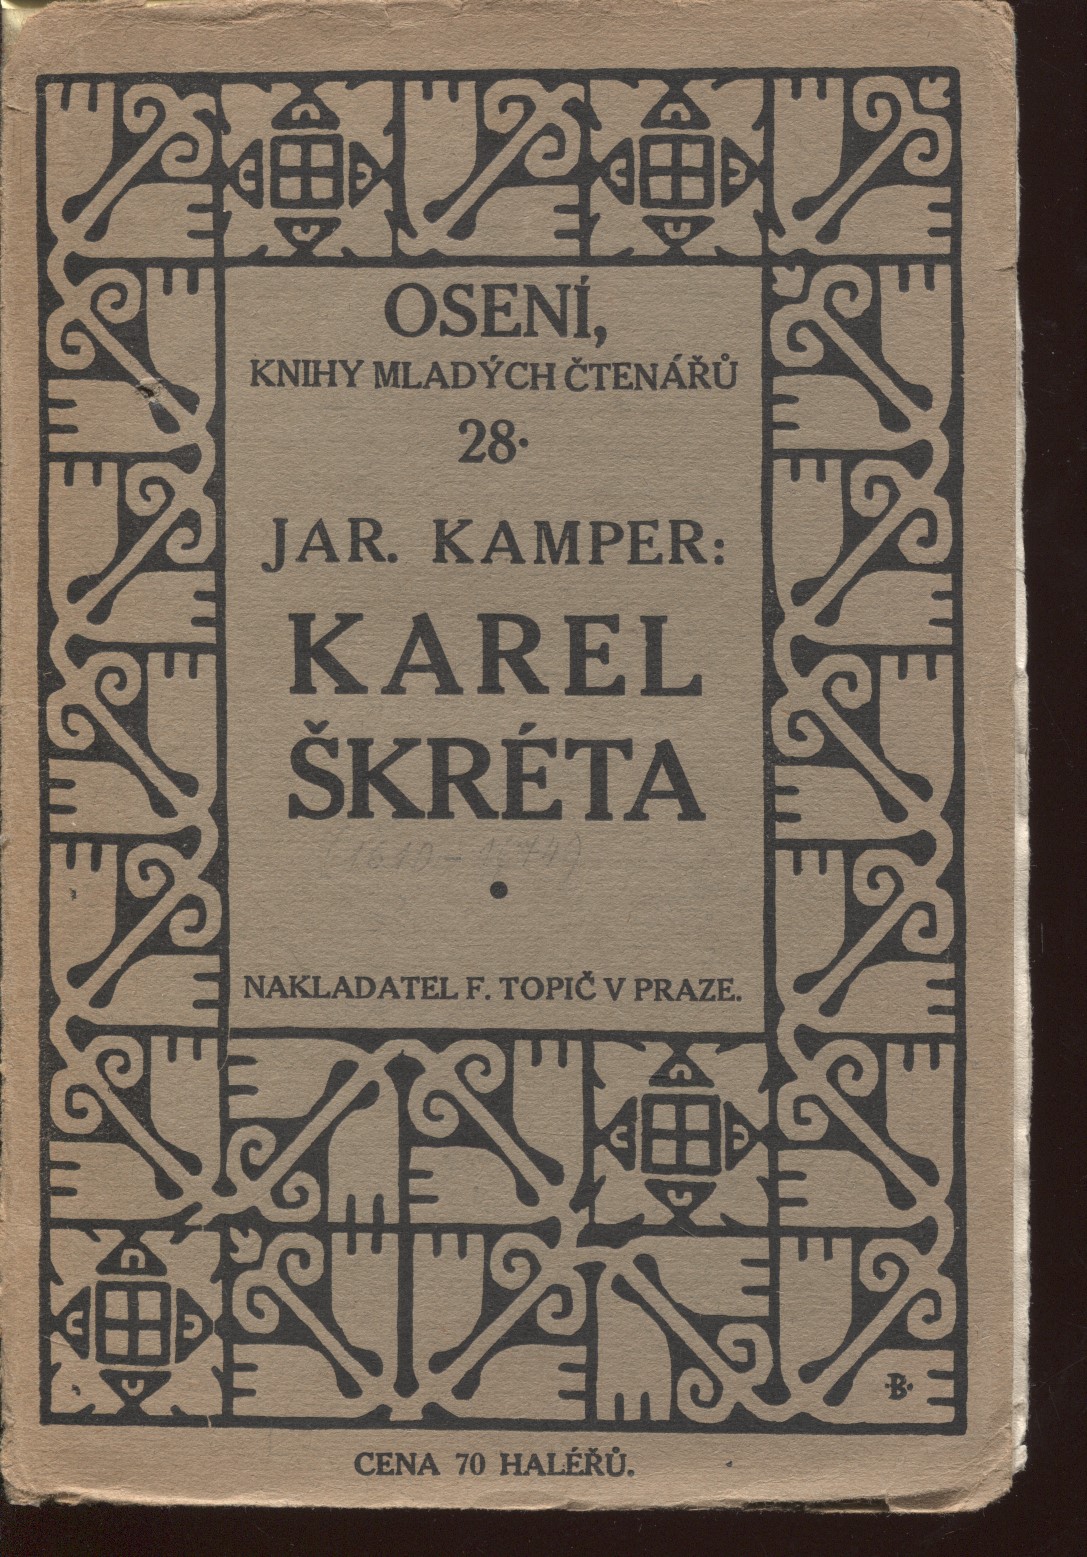 OSENÍ,
KNIHY MLADÝCH ČTENÁŘŮ
28·
JAR. KAMPER:
KAREL
ŠKRÉTA
NAKLADATEL F. TOPIČ V PRAZE.
·B·
CENA 70 HALÉŘŮ.